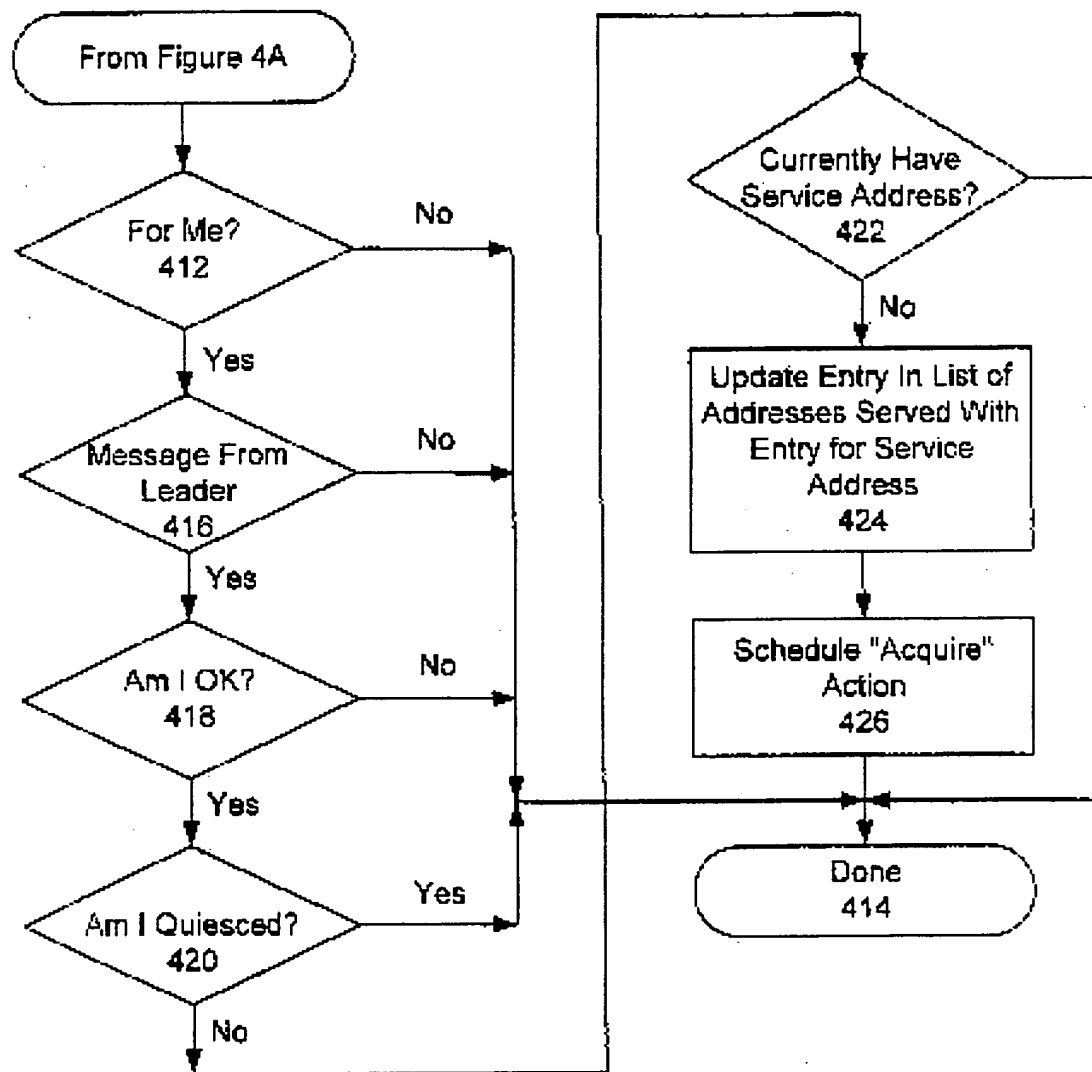 From Figure 4A
For Me?
412
No
Yes
Message From
Leader
416
No
Yes
Am I OK?
418
No
Yes
Am I Quiesced?
420
Yes
No
Currently Have
Service Address?
422
No
Update Entry In List of
Addresses Served With
Entry for Service
Address
424
Schedule "Acquire"
Action
426
Done
414